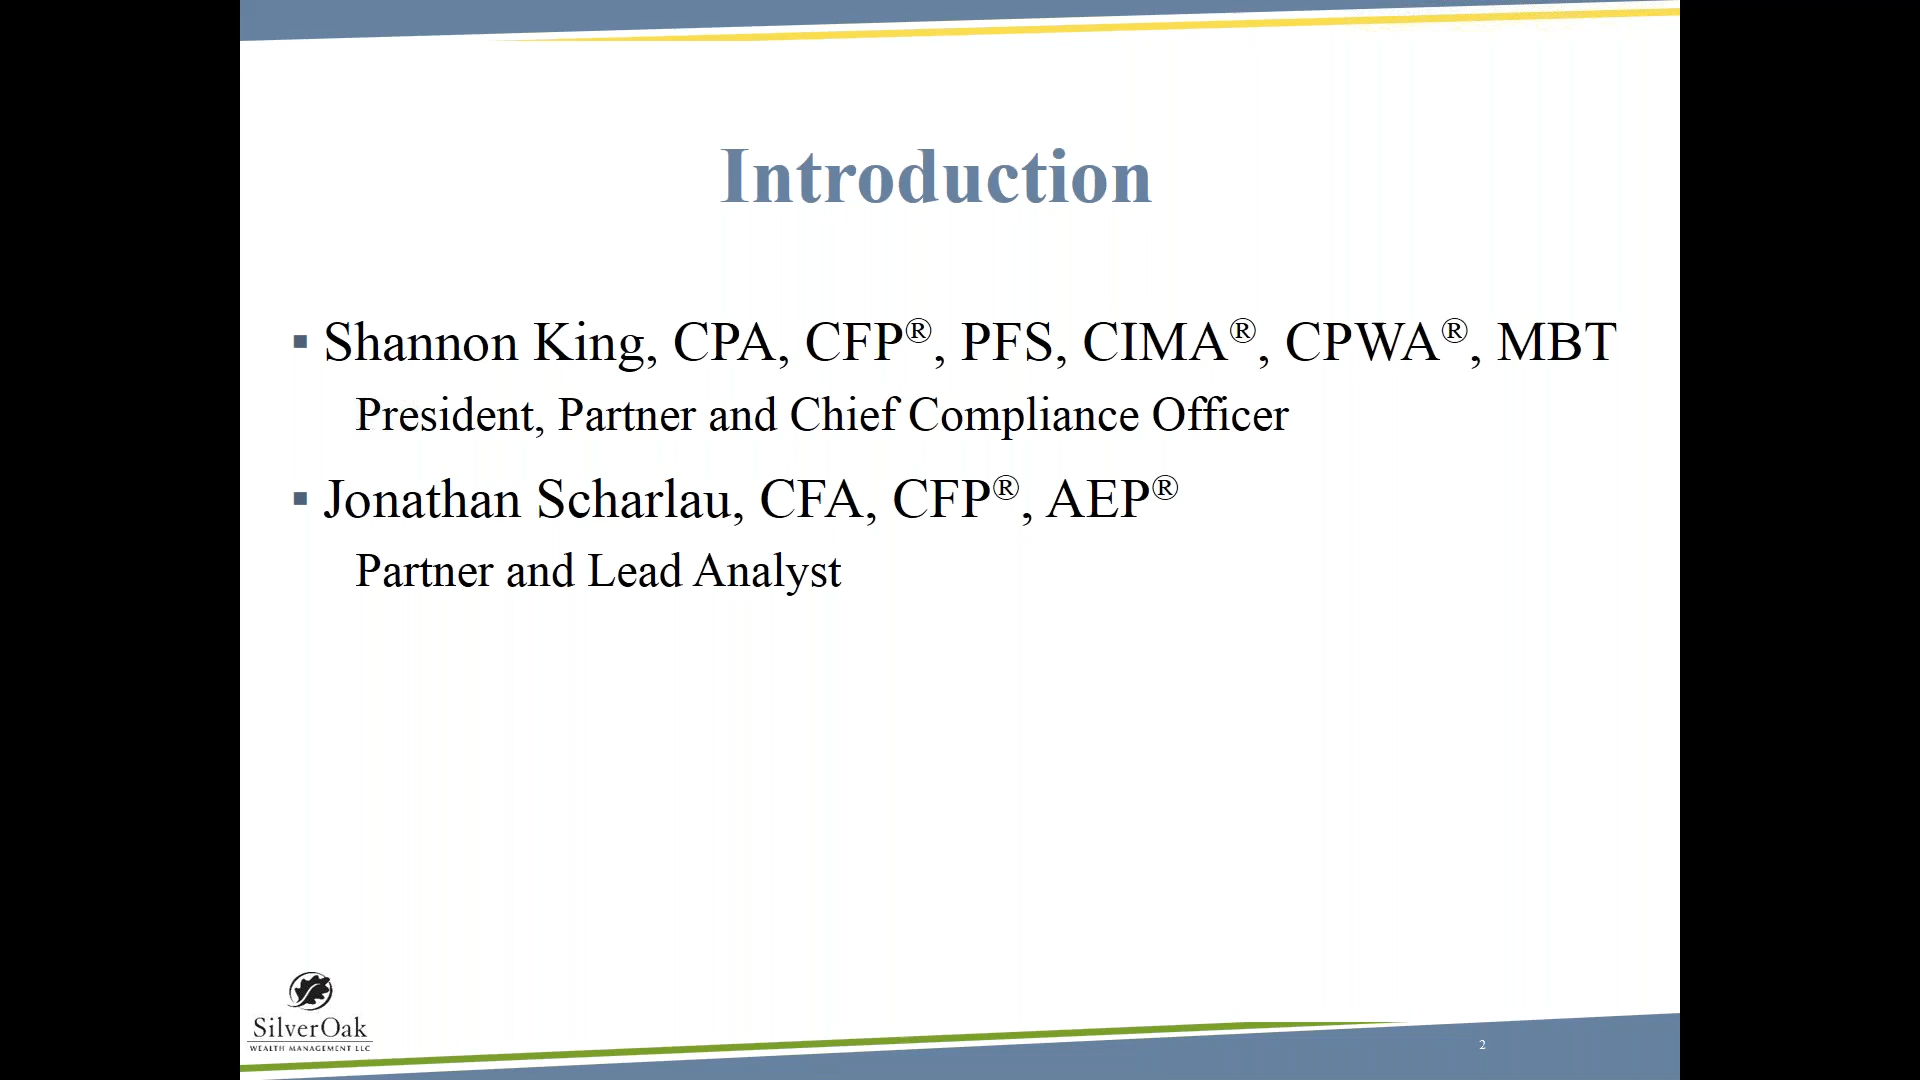 Introduction
▪ Shannon King, CPA, CFP®, PFS, CIMA®, CPWA®, MBT
President, Partner and Chief Compliance Officer
▪ Jonathan Scharlau, CFA, CFP®, AEP®
Partner and Lead Analyst
SilverOak
WEALTH MANAGEMENT LLC
2